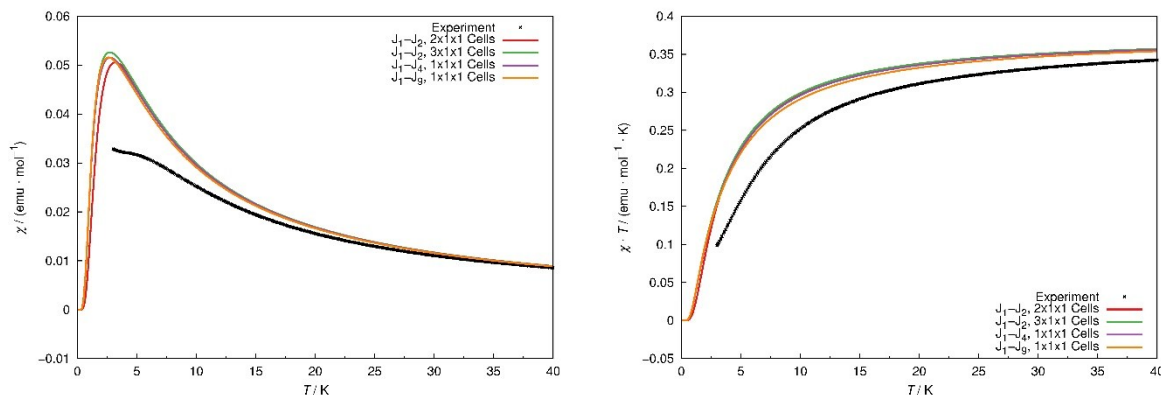 0.06
0.05
0.04
0.03
0.02
0.01
0
−0.01
χ / (emu · mol⁻¹)
0 5 10 15 20 25 30 35 40
T / K
Experiment
J₁–J₂, 2x1x1 Cells
J₁–J₂, 3x1x1 Cells
J₁–J₄, 1x1x1 Cells
J₁–J₉, 1x1x1 Cells
0.4
0.35
0.3
0.25
0.2
0.15
0.1
0.05
0
−0.05
χ · T / (emu · mol⁻¹ · K)
Experiment
J₁–J₂, 2x1x1 Cells
J₁–J₂, 3x1x1 Cells
J₁–J₄, 1x1x1 Cells
J₁–J₉, 1x1x1 Cells
0 5 10 15 20 25 30 35 40
T / K